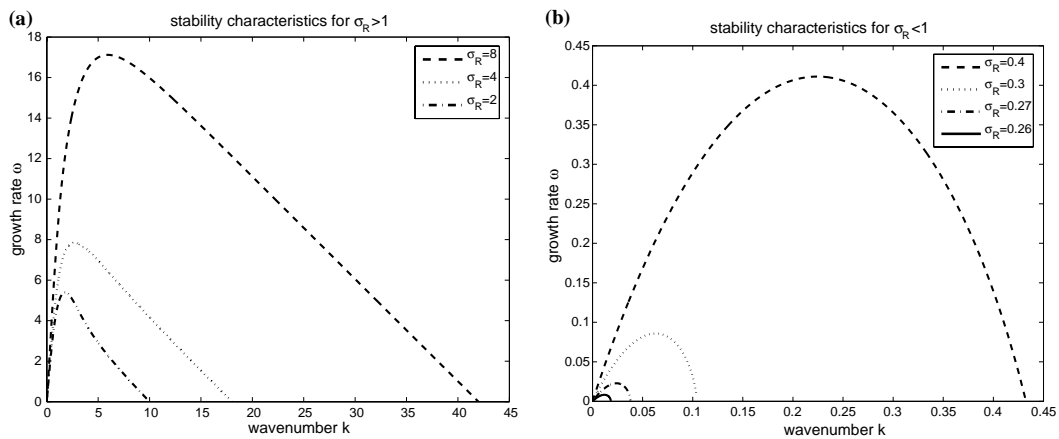 (a)
stability characteristics for σR>1
18
16
14
12
10
8
6
4
2
0
growth rate ω
0 5 10 15 20 25 30 35 40 45
wavenumber k
σR=8
σR=4
σR=2
(b)
stability characteristics for σR<1
0.45
0.4
0.35
0.3
0.25
0.2
0.15
0.1
0.05
0
growth rate ω
0 0.05 0.1 0.15 0.2 0.25 0.3 0.35 0.4 0.45
wavenumber k
σR=0.4
σR=0.3
σR=0.27
σR=0.26